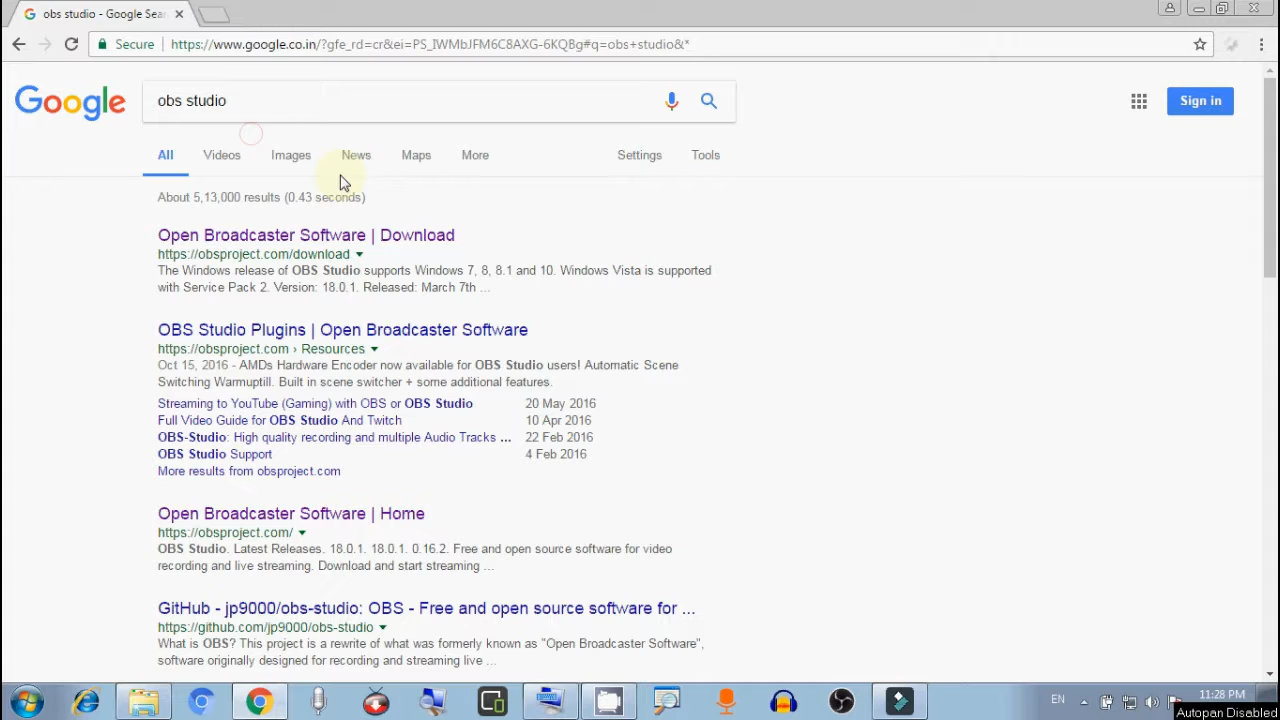 obs studio - Google Sear
Secure
https://www.google.co.in/?gfe_rd=cr&ei=PS_IWMbJFM6C8AXG-6KQBg#q=obs+studio&*
Google
obs studio
Sign in
All Videos Images News Maps More Settings Tools
About 5,13,000 results (0.43 seconds)
Open Broadcaster Software | Download
https://obsproject.com/download
The Windows release of OBS Studio supports Windows 7, 8, 8.1 and 10. Windows Vista is supported
with Service Pack 2. Version: 18.0.1. Released: March 7th ...
OBS Studio Plugins | Open Broadcaster Software
https://obsproject.com › Resources
Oct 15, 2016 - AMDs Hardware Encoder now available for OBS Studio users! Automatic Scene
Switching Warmuptill. Built in scene switcher + some additional features.
Streaming to YouTube (Gaming) with OBS or OBS Studio 20 May 2016
Full Video Guide for OBS Studio And Twitch 10 Apr 2016
OBS-Studio: High quality recording and multiple Audio Tracks ... 22 Feb 2016
OBS Studio Support 4 Feb 2016
More results from obsproject.com
Open Broadcaster Software | Home
https://obsproject.com/
OBS Studio. Latest Releases. 18.0.1. 18.0.1. 0.16.2. Free and open source software for video
recording and live streaming. Download and start streaming ...
GitHub - jp9000/obs-studio: OBS - Free and open source software for ...
https://github.com/jp9000/obs-studio
What is OBS? This project is a rewrite of what was formerly known as "Open Broadcaster Software",
software originally designed for recording and streaming live ...
EN
11:28 PM
Autopan Disabled